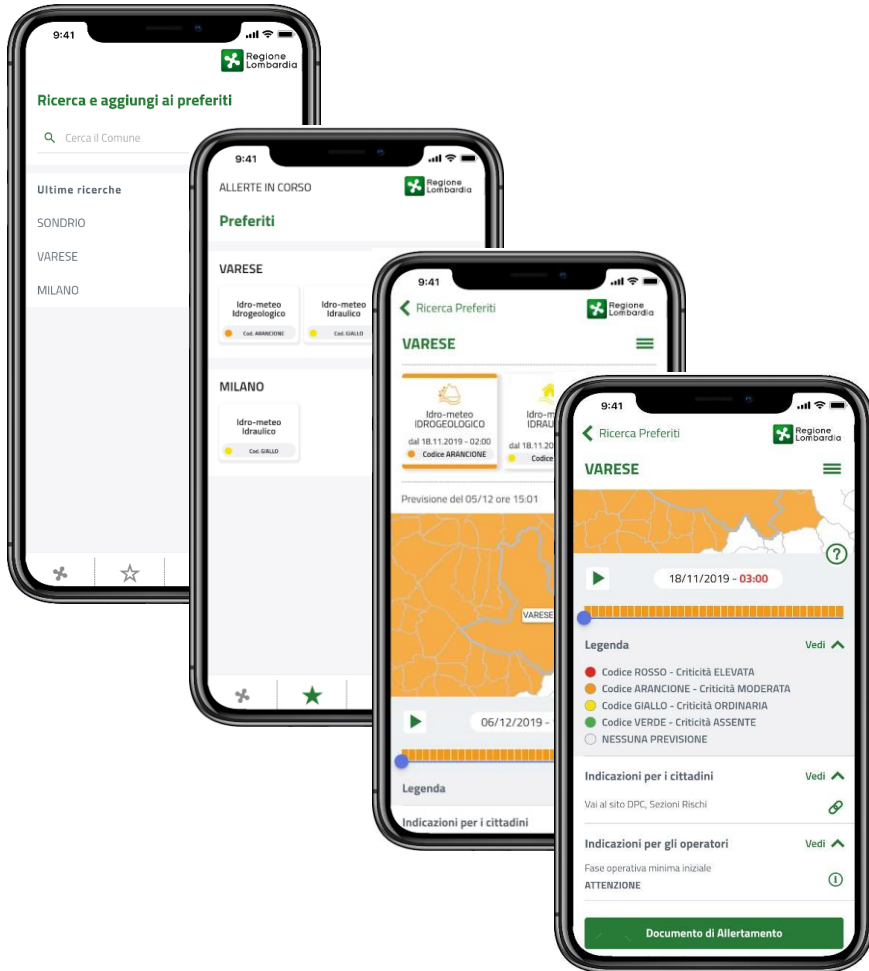 9:41
Regione
Lombardia
Ricerca e aggiungi ai preferiti
Cerca il Comune
Ultime ricerche
SONDRIO
VARESE
MILANO
9:41
ALLERTE IN CORSO
Regione
Lombardia
Preferiti
VARESE
Idro-meteo
Idrogeologico
Cod. ARANCIONE
Idro-meteo
Idraulico
Cod. GIALLO
MILANO
Idro-meteo
Idraulico
Cod. GIALLO
9:41
Ricerca Preferiti
Regione
Lombardia
VARESE
Idro-meteo
IDROGEOLOGICO
dal 18.11.2019 - 02:00
Codice ARANCIONE
Idro-m
IDRAU
dal 18.11.20
Codice
Previsione del 05/12 ore 15:01
VARESE
06/12/2019 -
Legenda
Indicazioni per i cittadini
9:41
Ricerca Preferiti
Regione
Lombardia
VARESE
?
18/11/2019 - 03:00
Legenda Vedi
Codice ROSSO - Criticità ELEVATA
Codice ARANCIONE - Criticità MODERATA
Codice GIALLO - Criticità ORDINARIA
Codice VERDE - Criticità ASSENTE
NESSUNA PREVISIONE
Indicazioni per i cittadini Vedi
Vai al sito DPC, Sezioni Rischi
Indicazioni per gli operatori Vedi
Fase operativa minima iniziale
ATTENZIONE
Documento di Allertamento